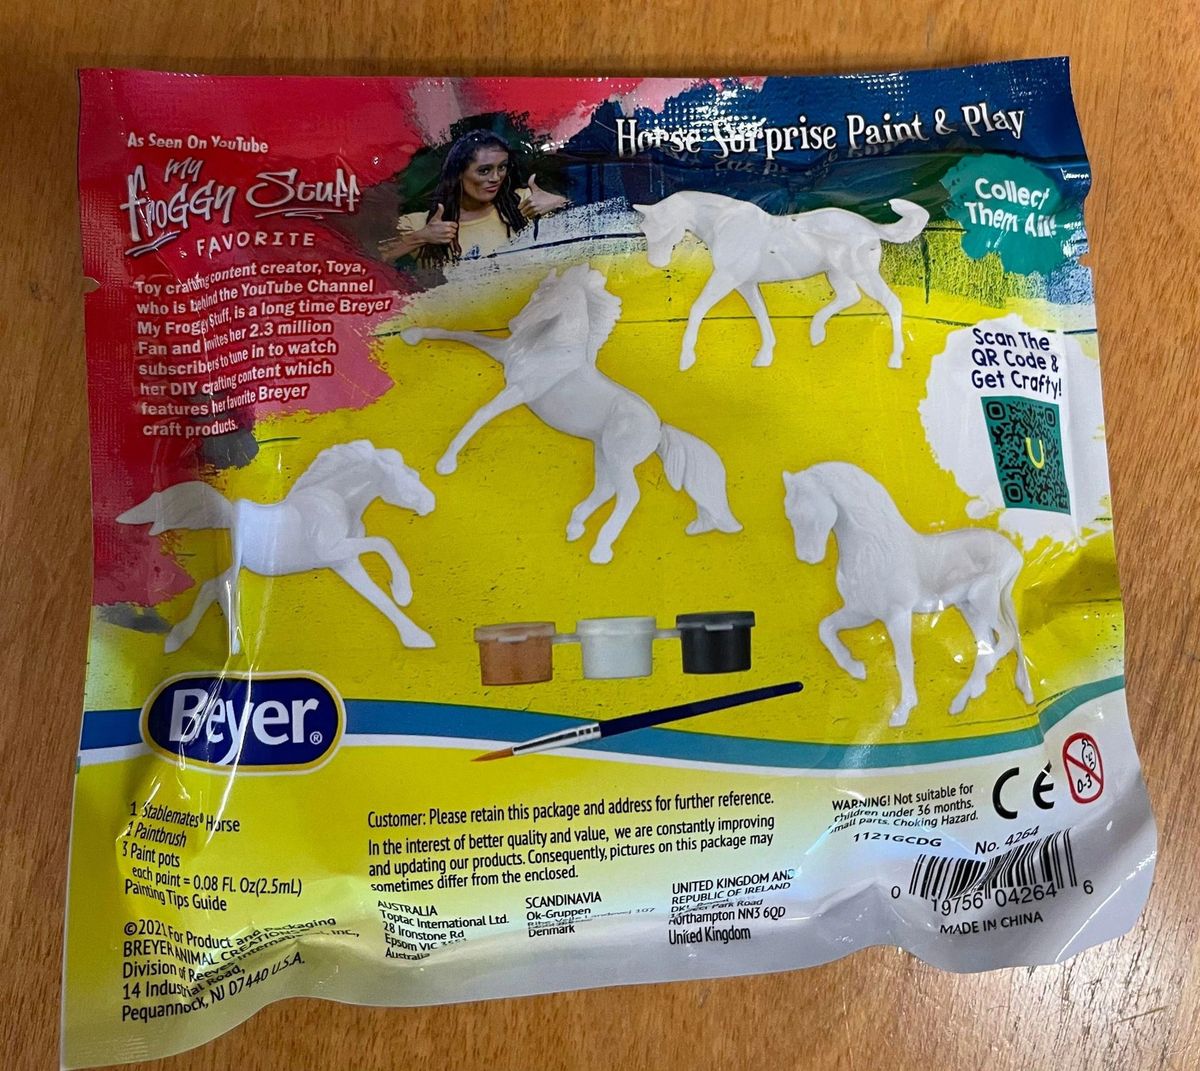 As Seen On YouTube
my
FROGGY Stuff
FAVORITE
Toy crafting content creator, Toya,
who is behind the YouTube Channel
My Froggy Stuff, is a long time Breyer
Fan and invites her 2.3 million
subscribers to tune in to watch
her DIY crafting content which
features her favorite Breyer
craft products.
Horse Surprise Paint & Play
Collect
Them All!
Scan The
QR Code &
Get Crafty!
Breyer®
1 Stablemates® Horse
1 Paintbrush
3 Paint pots
each paint = 0.08 FL. Oz(2.5mL)
Painting Tips Guide
©2021 For Product and Packaging
BREYER ANIMAL CREATIONS Inc,
Division of Reeves International
14 Industrial Road,
Pequannock, NJ 07440 U.S.A.
Customer: Please retain this package and address for further reference.
In the interest of better quality and value, we are constantly improving
and updating our products. Consequently, pictures on this package may
sometimes differ from the enclosed.
AUSTRALIA
Toptac International Ltd.
28 Ironstone Rd
Epsom VIC
Australia
SCANDINAVIA
Ok-Gruppen
Denmark
UNITED KINGDOM AND
REPUBLIC OF IRELAND
Park Road
Northampton NN3 6QD
United Kingdom
WARNING! Not suitable for
children under 36 months.
Small parts. Choking Hazard.
1121GCDG
CE
0-3
No. 4264
0 19756 04264 6
MADE IN CHINA